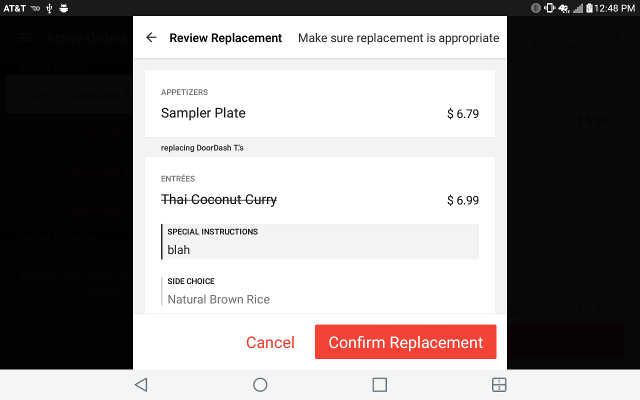 AT&T
12:48 PM
Active Orders
Review Replacement
Make sure replacement is appropriate
APPETIZERS
Sampler Plate
$ 6.79
replacing DoorDash T.'s
ENTRÉES
Thai Coconut Curry
$ 6.99
SPECIAL INSTRUCTIONS
blah
SIDE CHOICE
Natural Brown Rice
Cancel
Confirm Replacement